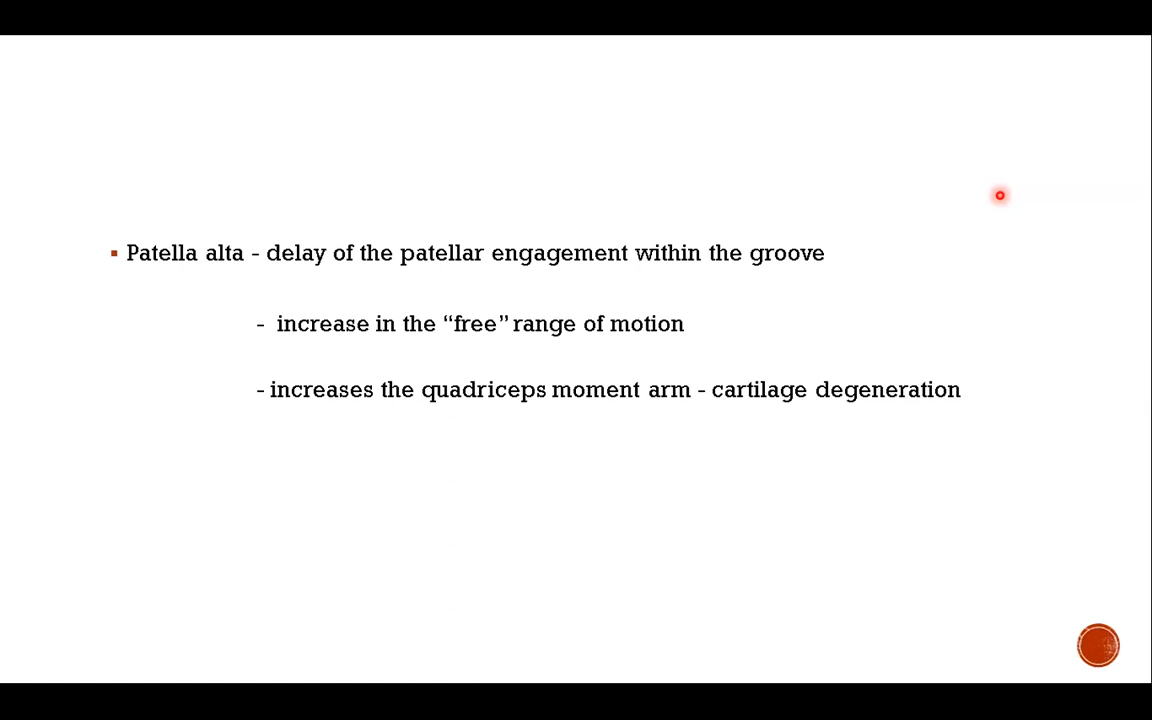 ▪ Patella alta - delay of the patellar engagement within the groove
- increase in the “free” range of motion
- increases the quadriceps moment arm - cartilage degeneration